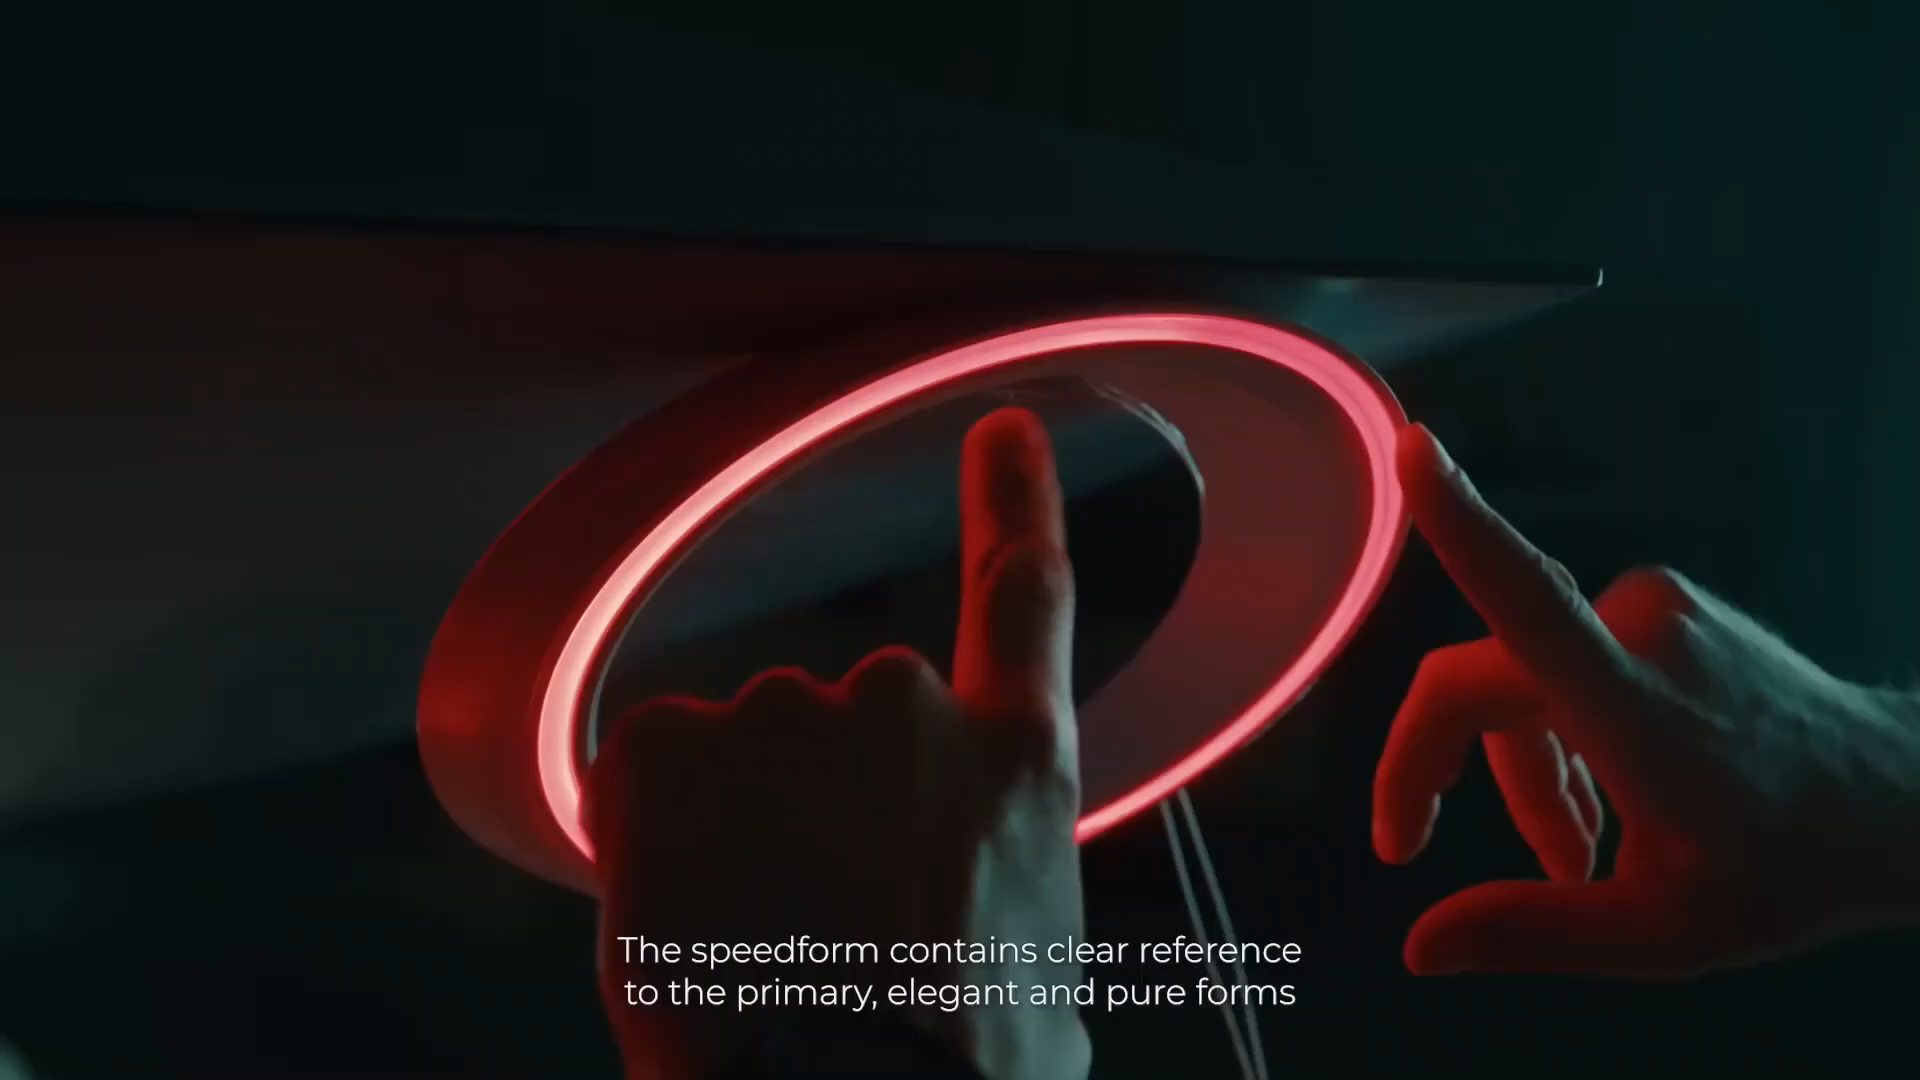 The speedform contains clear reference
to the primary, elegant and pure forms